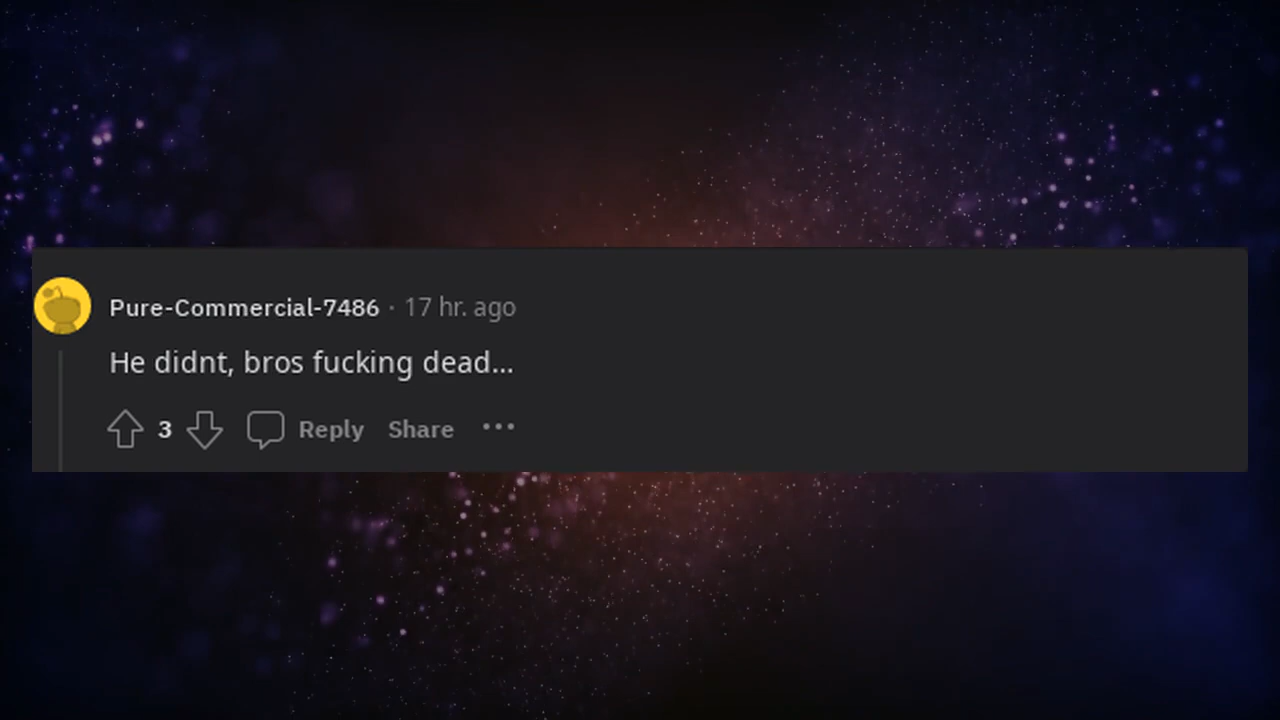 Pure-Commercial-7486 · 17 hr. ago
He didnt, bros fucking dead...
3 Reply Share ...